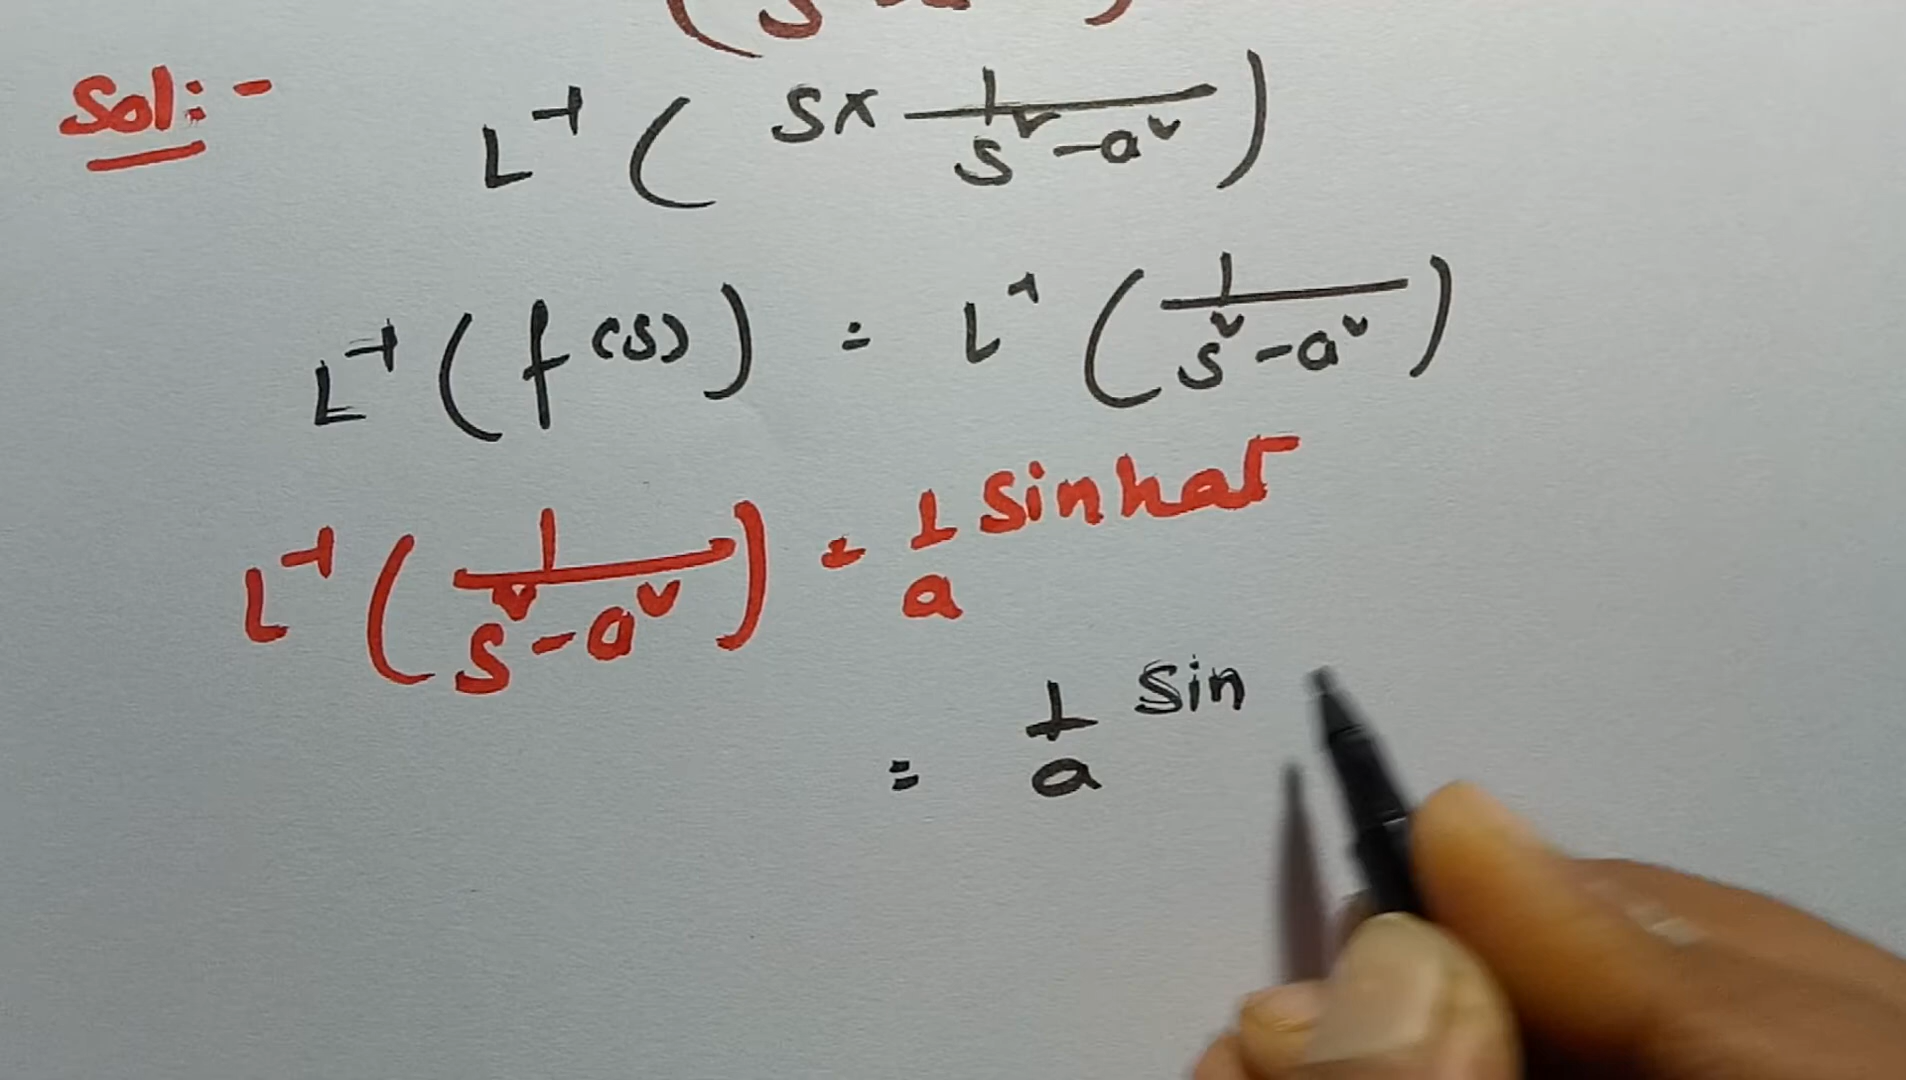 Sol:-
L⁻¹ ( S × 1/(s²-a²) )
L⁻¹ ( f(s) ) = L⁻¹ ( 1/(s²-a²) )
L⁻¹ ( 1/(s²-a²) ) = 1/a sinhat
= 1/a Sin